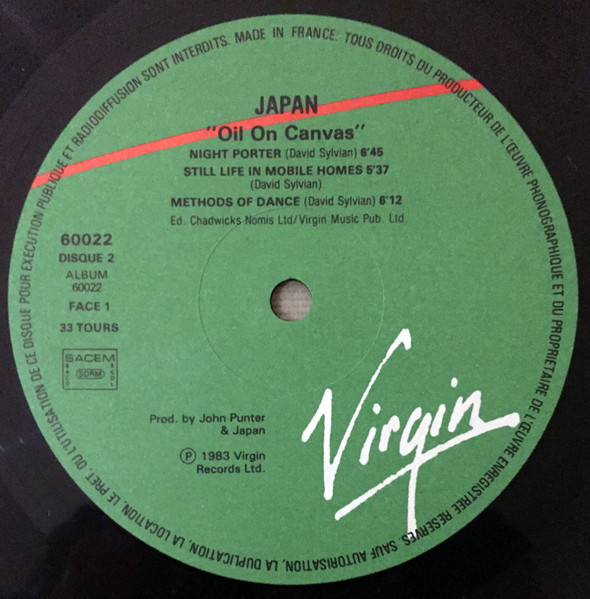 TOUS DROITS DU PRODUCTEUR DE L'ŒUVRE PHONOGRAPHIQUE ET DU PROPRIETAIRE DE L'ŒUVRE ENREGISTREE RESERVES. SAUF AUTORISATION, LA DUPLICATION, LA LOCATION, LE PRET, OU L'UTILISATION DE CE DISQUE POUR EXECUTION PUBLIQUE ET RADIODIFFUSION SONT INTERDITS. MADE IN FRANCE.
JAPAN
"Oil On Canvas"
NIGHT PORTER (David Sylvian) 6'45
STILL LIFE IN MOBILE HOMES 5'37
(David Sylvian)
METHODS OF DANCE (David Sylvian) 6'12
Ed. Chadwicks Nomis Ltd/Virgin Music Pub. Ltd
60022
DISQUE 2
ALBUM
60022
FACE 1
33 TOURS
SACEM
SDRM
Prod. by John Punter
& Japan
Ⓟ 1983 Virgin
Records Ltd.
Virgin